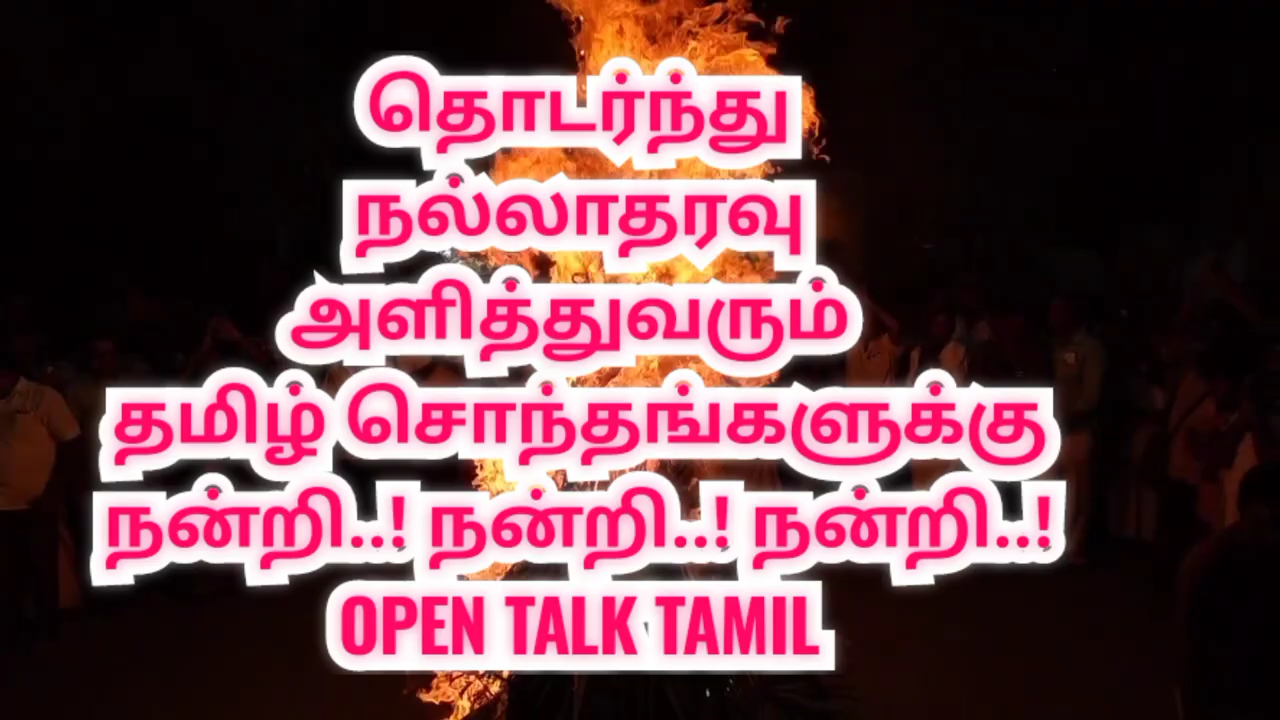 தொடர்ந்து
நல்லாதரவு
அளித்துவரும்
தமிழ் சொந்தங்களுக்கு
நன்றி..! நன்றி..! நன்றி..!
OPEN TALK TAMIL